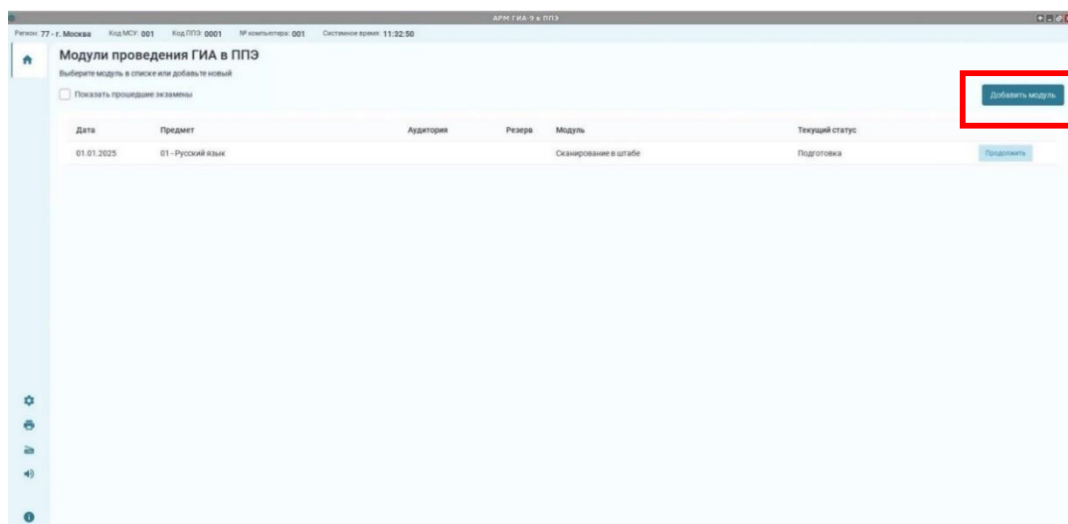 АРМ ГИА-9 в ППЭ
Регион: 77 - г. Москва Код МСУ: 001 Код ППЭ: 0001 № компьютера: 001 Системное время: 11:32:50
Модули проведения ГИА в ППЭ
Выберите модуль в списке или добавьте новый
Показать прошедшие экзамены
Добавить модуль
Дата Предмет Аудитория Резерв Модуль Текущий статус
01.01.2025 01 - Русский язык Сканирование в штабе Подготовка Продолжить